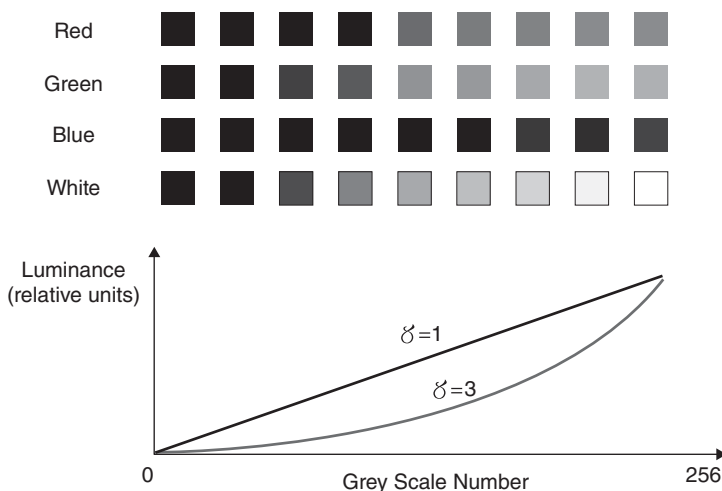 Red
Green
Blue
White
Luminance
(relative units)
ɣ=1
ɣ=3
0
Grey Scale Number
256